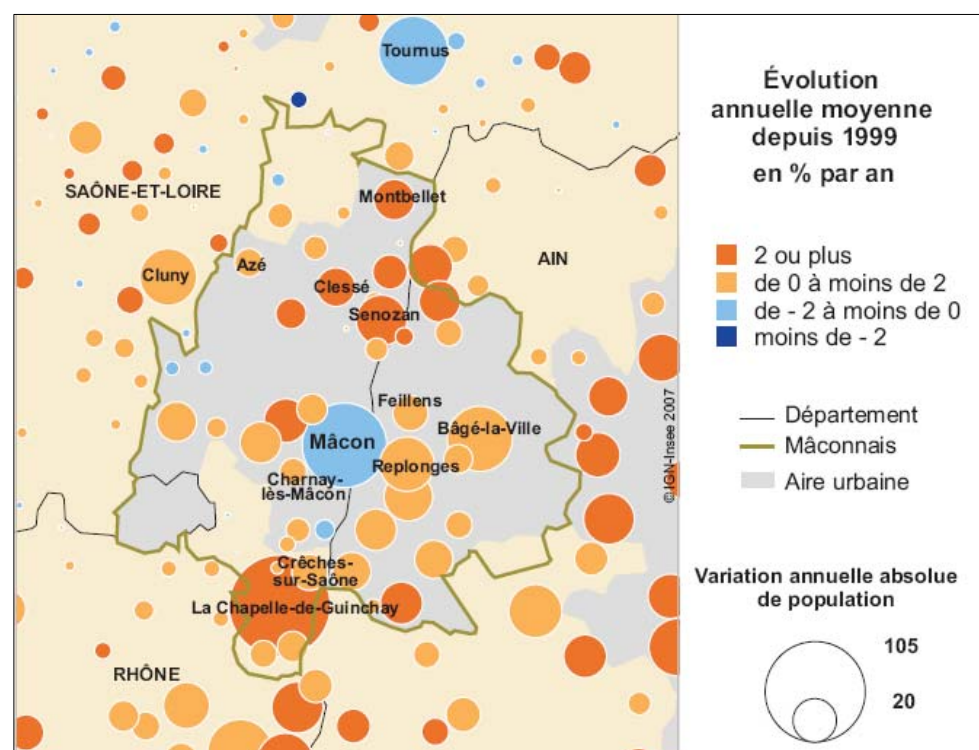 Tournus
SAÔNE-ET-LOIRE
Montbellet
AIN
Cluny
Azé
Clessé
Senozan
Feillens
Bâgé-la-Ville
Mâcon
Replonges
Charnay-
lès-Mâcon
Crêches-
sur-Saône
La Chapelle-de-Guinchay
RHÔNE
© IGN-Insee 2007
Évolution
annuelle moyenne
depuis 1999
en % par an
2 ou plus
de 0 à moins de 2
de - 2 à moins de 0
moins de - 2
Département
Mâconnais
Aire urbaine
Variation annuelle absolue
de population
105
20